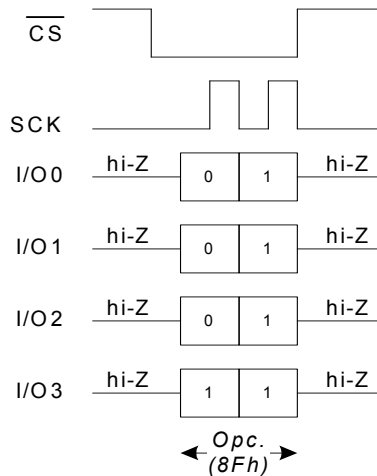 CS
SCK
hi-Z hi-Z
I/O0 0 1
hi-Z hi-Z
I/O1 0 1
hi-Z hi-Z
I/O2 0 1
hi-Z hi-Z
I/O3 1 1
Opc.
(8Fh)